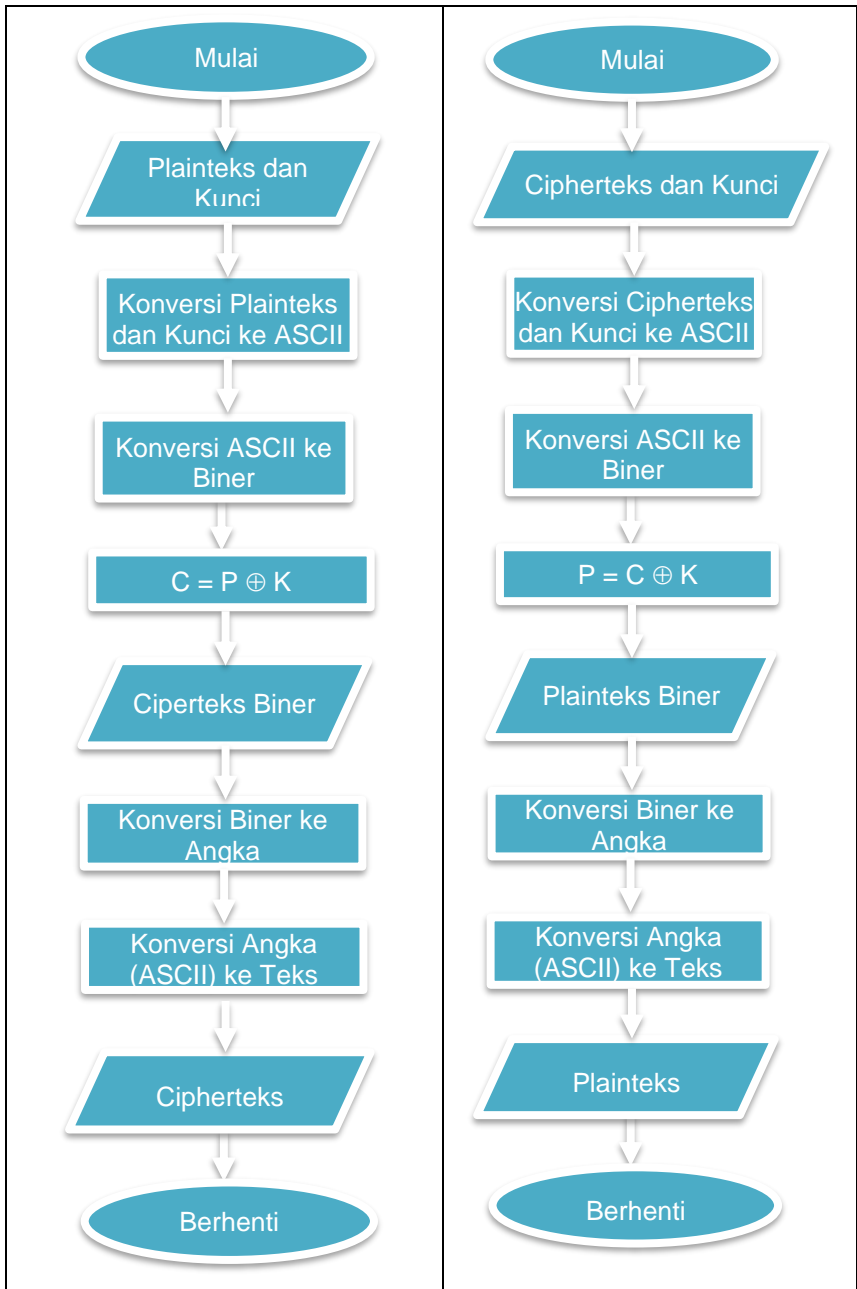 Mulai
Plainteks dan
Kunci
Konversi Plainteks
dan Kunci ke ASCII
Konversi ASCII ke
Biner
C = P ⊕ K
Ciperteks Biner
Konversi Biner ke
Angka
Konversi Angka
(ASCII) ke Teks
Cipherteks
Berhenti
Mulai
Cipherteks dan Kunci
Konversi Cipherteks
dan Kunci ke ASCII
Konversi ASCII ke
Biner
P = C ⊕ K
Plainteks Biner
Konversi Biner ke
Angka
Konversi Angka
(ASCII) ke Teks
Plainteks
Berhenti